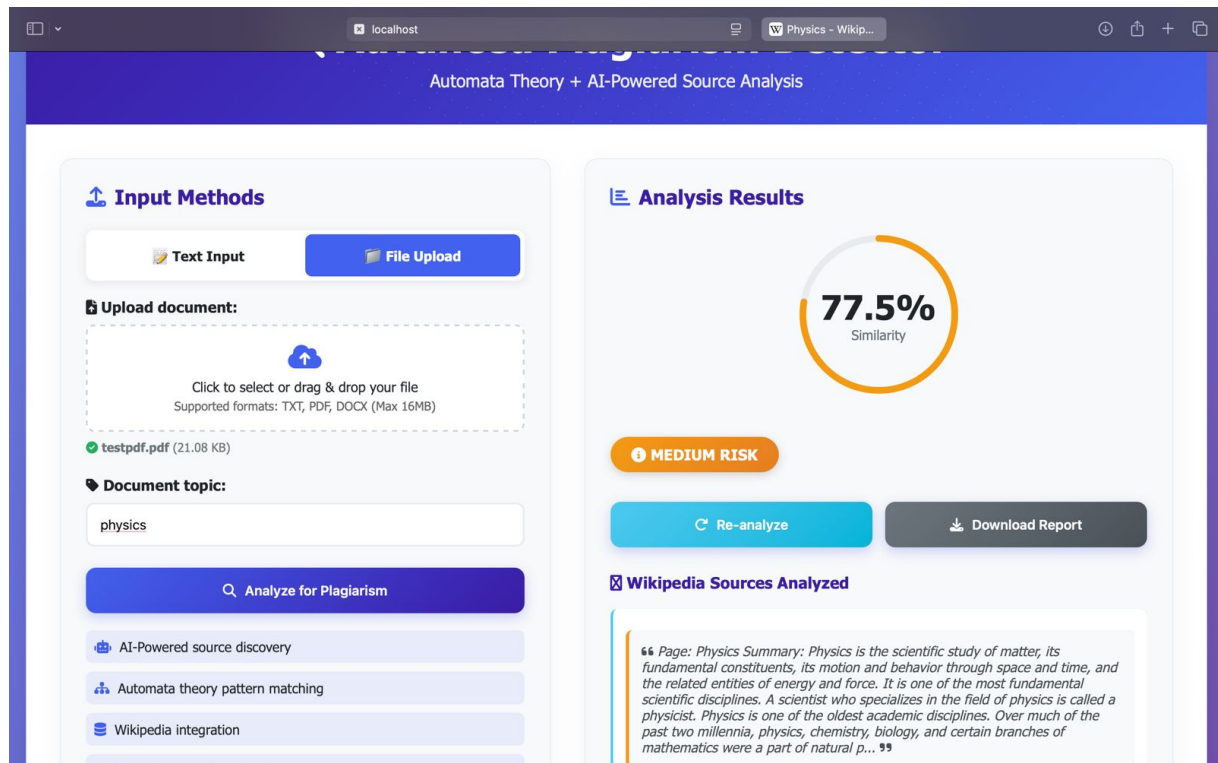 localhost
W Physics - Wikip...
Advanced Plagiarism Detector
Automata Theory + AI-Powered Source Analysis
Input Methods
Text Input
File Upload
Upload document:
Click to select or drag & drop your file
Supported formats: TXT, PDF, DOCX (Max 16MB)
testpdf.pdf (21.08 KB)
Document topic:
physics
Analyze for Plagiarism
AI-Powered source discovery
Automata theory pattern matching
Wikipedia integration
Analysis Results
77.5%
Similarity
MEDIUM RISK
Re-analyze
Download Report
Wikipedia Sources Analyzed
❝ Page: Physics Summary: Physics is the scientific study of matter, its
fundamental constituents, its motion and behavior through space and time, and
the related entities of energy and force. It is one of the most fundamental
scientific disciplines. A scientist who specializes in the field of physics is called a
physicist. Physics is one of the oldest academic disciplines. Over much of the
past two millennia, physics, chemistry, biology, and certain branches of
mathematics were a part of natural p... ❞